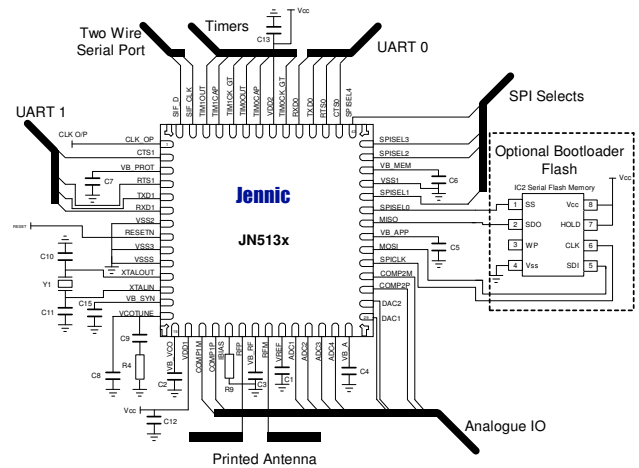 Two Wire
Serial Port
Timers
Vcc
C13
UART 0
SIF_D
SIF_CLK
TIM1OUT
TIM1CAP
TIM1CK_GT
TIM0OUT
TIM0CAP
VDD2
TIM0CK_GT
RXD0
TXD0
RTS0
CTS0
SPISEL4
UART 1
SPI Selects
CLK O/P
CLK_OP
CTS1
VB_PROT
C7
RTS1
TXD1
RXD1
VSS2
RESET
RESETN
VSS3
VSSS
C10
XTALOUT
Y1
XTALIN
C11
C15
VB_SYN
VCOTUNE
C9
R4
C8
Jennic
JN513x
SPISEL3
SPISEL2
VB_MEM
C6
VSS1
SPISEL1
SPISEL0
MISO
VB_APP
C5
MOSI
SPICLK
COMP2M
COMP2P
DAC2
DAC1
Optional Bootloader
Flash
Vcc
IC2 Serial Flash Memory
1 SS Vcc 8
2 SDO HOLD 7
3 WP CLK 6
4 Vss SDI 5
VB_VCO
VDD1
COMP1M
COMP1P
IBIAS
RFP
VB_RF
RFM
VREF
ADC1
ADC2
ADC3
ADC4
VB_A
C2
R9
C3
C1
C4
Vcc
C12
Analogue IO
Printed Antenna